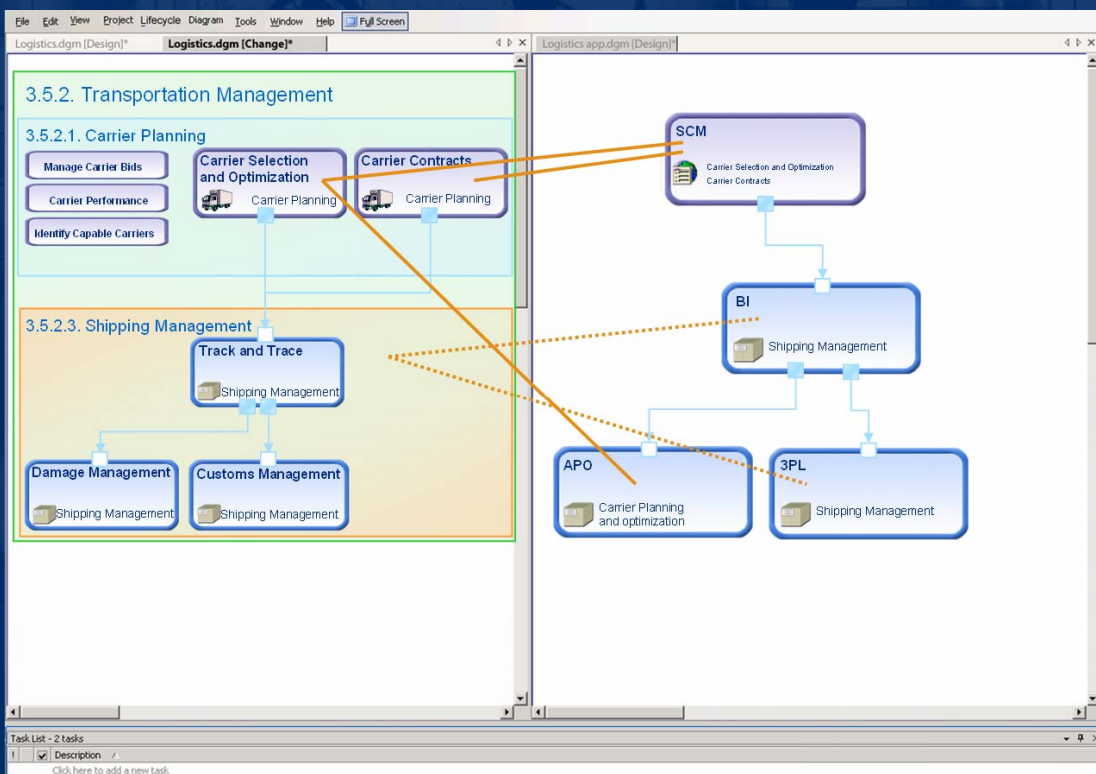 File Edit View Project Lifecycle Diagram Tools Window Help Full Screen
Logistics.dgm [Design]*
Logistics.dgm [Change]*
Logistics app.dgm [Design]*
3.5.2. Transportation Management
3.5.2.1. Carrier Planning
Manage Carrier Bids
Carrier Performance
Identify Capable Carriers
Carrier Selection
and Optimization
Carrier Planning
Carrier Contracts
Carrier Planning
3.5.2.3. Shipping Management
Track and Trace
Shipping Management
Damage Management
Shipping Management
Customs Management
Shipping Management
SCM
Carrier Selection and Optimization
Carrier Contracts
BI
Shipping Management
APO
Carrier Planning
and optimization
3PL
Shipping Management
Task List - 2 tasks
! Description
Click here to add a new task